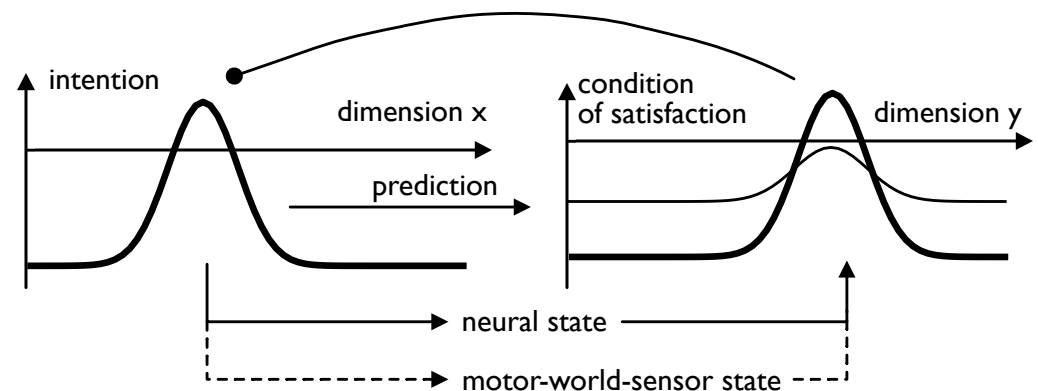 intention
dimension x
prediction
condition
of satisfaction
dimension y
neural state
motor-world-sensor state